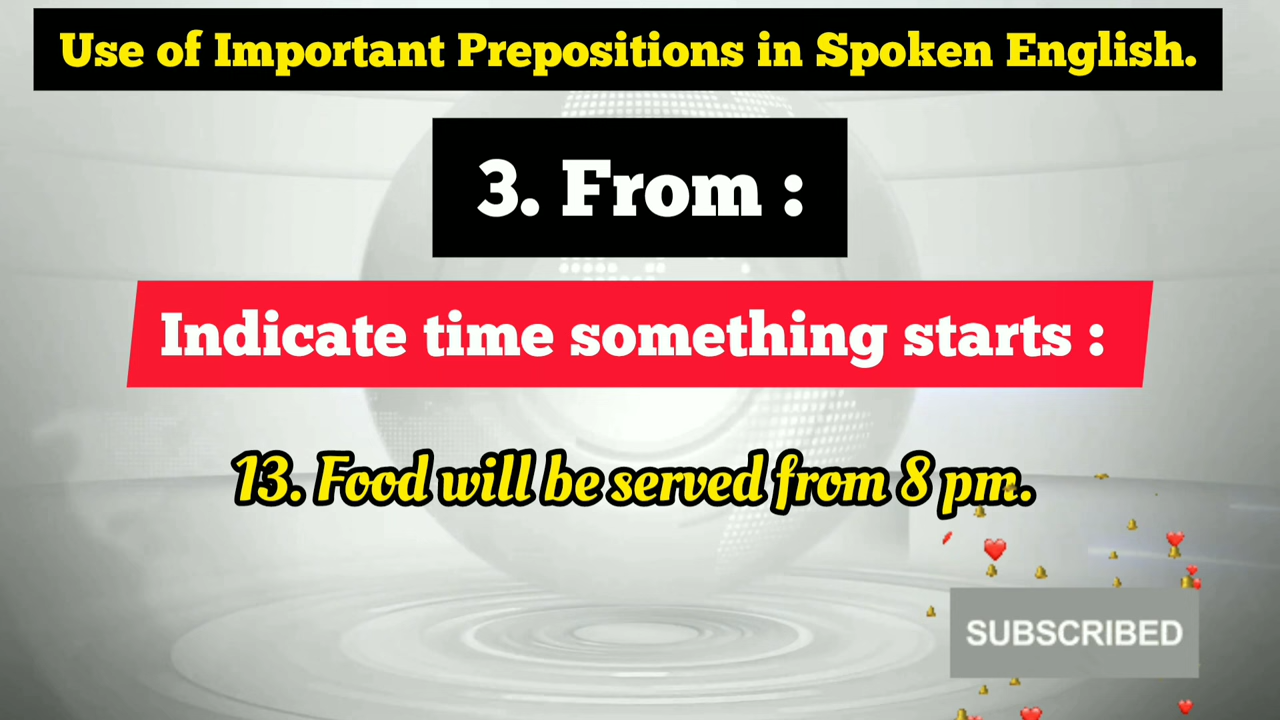 Use of Important Prepositions in Spoken English.
3. From :
Indicate time something starts :
13. Food will be served from 8 pm.
SUBSCRIBED